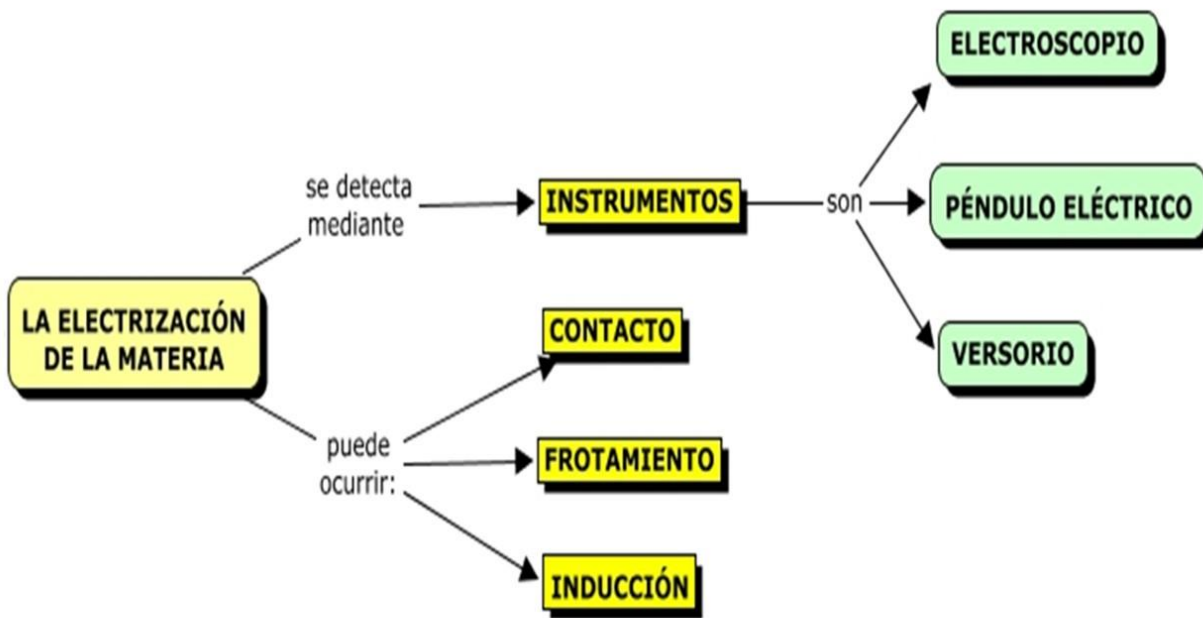 LA ELECTRIZACIÓN
DE LA MATERIA
se detecta
mediante
INSTRUMENTOS
son
ELECTROSCOPIO
PÉNDULO ELÉCTRICO
VERSORIO
puede
ocurrir:
CONTACTO
FROTAMIENTO
INDUCCIÓN